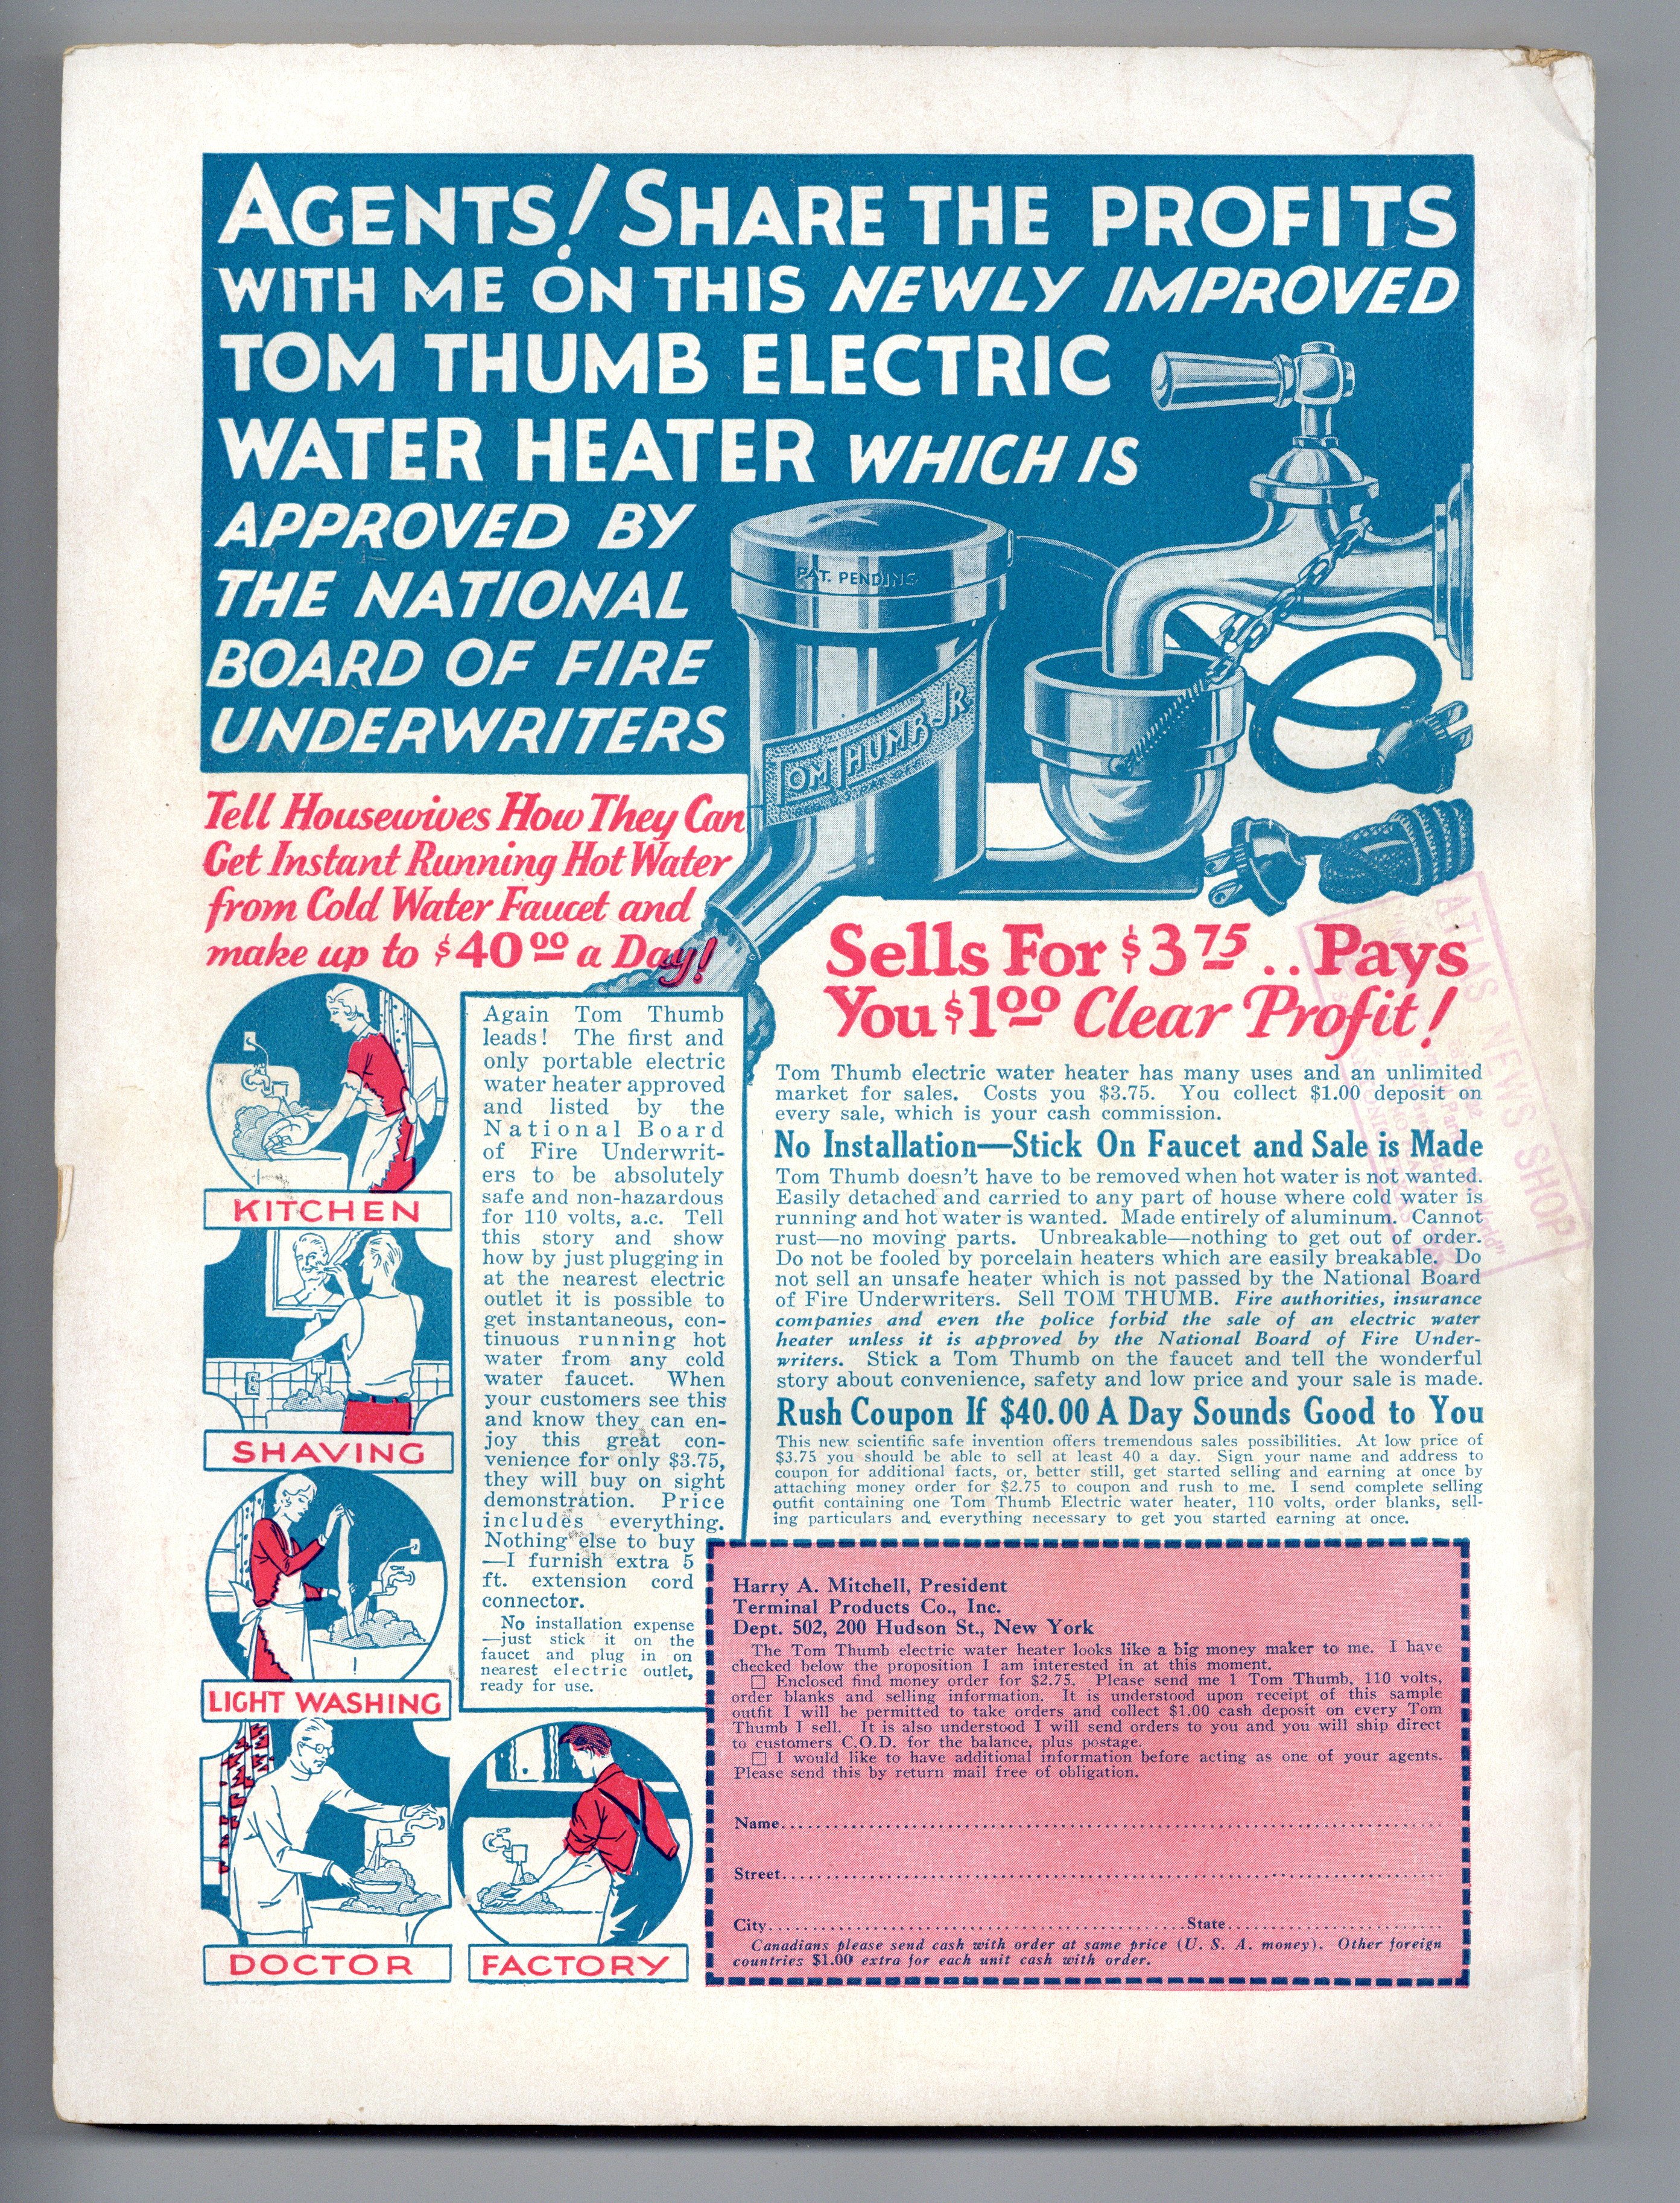 AGENTS! SHARE THE PROFITS
WITH ME ON THIS NEWLY IMPROVED
TOM THUMB ELECTRIC
WATER HEATER WHICH IS
APPROVED BY
THE NATIONAL
BOARD OF FIRE
UNDERWRITERS
PAT. PENDING
TOM THUMB JR.
Tell Housewives How They Can
Get Instant Running Hot Water
from Cold Water Faucet and
make up to $40 00 a Day!
Sells For $3 75 .. Pays
You $1 00 Clear Profit!
KITCHEN
SHAVING
LIGHT WASHING
DOCTOR
FACTORY
Again Tom Thumb
leads! The first and
only portable electric
water heater approved
and listed by the
National Board
of Fire Underwrit-
ers to be absolutely
safe and non-hazardous
for 110 volts, a.c. Tell
this story and show
how by just plugging in
at the nearest electric
outlet it is possible to
get instantaneous, con-
tinuous running hot
water from any cold
water faucet. When
your customers see this
and know they can en-
joy this great con-
venience for only $3.75,
they will buy on sight
demonstration. Price
includes everything.
Nothing else to buy
—I furnish extra 5
ft. extension cord
connector.
No installation expense
—just stick it on the
faucet and plug in on
nearest electric outlet,
ready for use.
Tom Thumb electric water heater has many uses and an unlimited
market for sales. Costs you $3.75. You collect $1.00 deposit on
every sale, which is your cash commission.
No Installation—Stick On Faucet and Sale is Made
Tom Thumb doesn't have to be removed when hot water is not wanted.
Easily detached and carried to any part of house where cold water is
running and hot water is wanted. Made entirely of aluminum. Cannot
rust—no moving parts. Unbreakable—nothing to get out of order.
Do not be fooled by porcelain heaters which are easily breakable. Do
not sell an unsafe heater which is not passed by the National Board
of Fire Underwriters. Sell TOM THUMB. Fire authorities, insurance
companies and even the police forbid the sale of an electric water
heater unless it is approved by the National Board of Fire Under-
writers. Stick a Tom Thumb on the faucet and tell the wonderful
story about convenience, safety and low price and your sale is made.
Rush Coupon If $40.00 A Day Sounds Good to You
This new scientific safe invention offers tremendous sales possibilities. At low price of
$3.75 you should be able to sell at least 40 a day. Sign your name and address to
coupon for additional facts, or, better still, get started selling and earning at once by
attaching money order for $2.75 to coupon and rush to me. I send complete selling
outfit containing one Tom Thumb Electric water heater, 110 volts, order blanks, sell-
ing particulars and everything necessary to get you started earning at once.
Harry A. Mitchell, President
Terminal Products Co., Inc.
Dept. 502, 200 Hudson St., New York
The Tom Thumb electric water heater looks like a big money maker to me. I have
checked below the proposition I am interested in at this moment.
☐ Enclosed find money order for $2.75. Please send me 1 Tom Thumb, 110 volts,
order blanks and selling information. It is understood upon receipt of this sample
outfit I will be permitted to take orders and collect $1.00 cash deposit on every Tom
Thumb I sell. It is also understood I will send orders to you and you will ship direct
to customers C.O.D. for the balance, plus postage.
☐ I would like to have additional information before acting as one of your agents.
Please send this by return mail free of obligation.
Name
Street
City State
Canadians please send cash with order at same price (U. S. A. money). Other foreign
countries $1.00 extra for each unit cash with order.
ATLAS NEWS SHOP